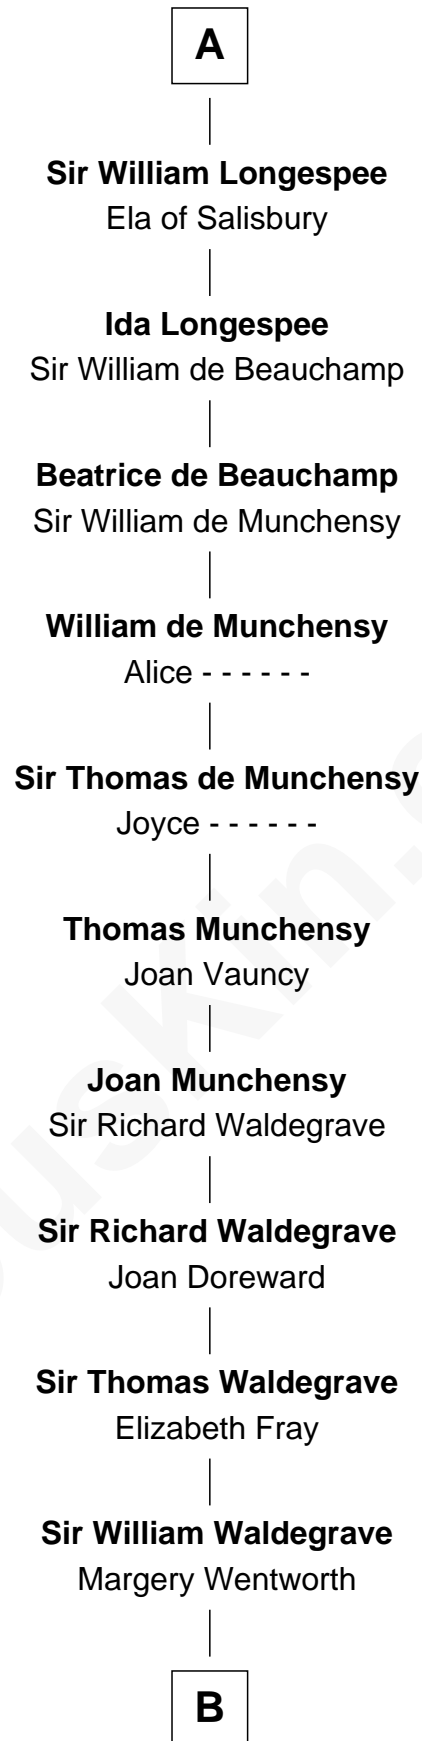 A
Sir William Longespee
Ela of Salisbury
Ida Longespee
Sir William de Beauchamp
Beatrice de Beauchamp
Sir William de Munchensy
William de Munchensy
Alice - - - - - -
Sir Thomas de Munchensy
Joyce - - - - - -
Thomas Munchensy
Joan Vauncy
Joan Munchensy
Sir Richard Waldegrave
Sir Richard Waldegrave
Joan Doreward
Sir Thomas Waldegrave
Elizabeth Fray
Sir William Waldegrave
Margery Wentworth
B